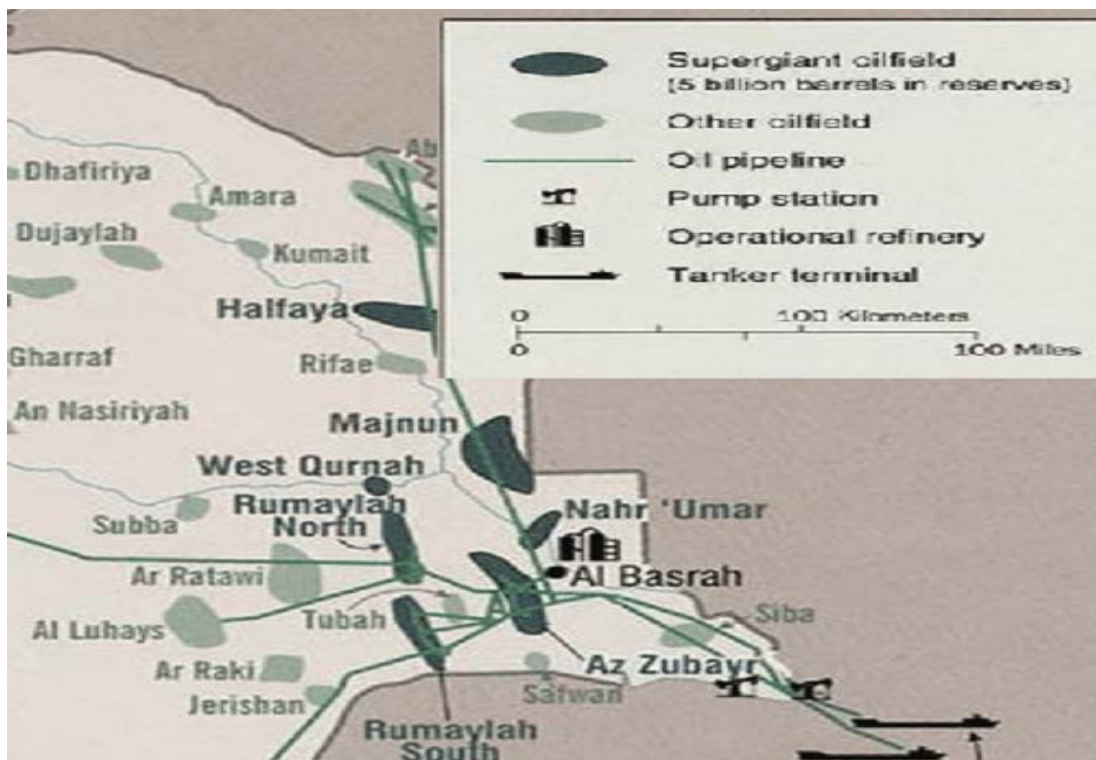 Supergiant oilfield
(5 billion barrels in reserves)
Other oilfield
Oil pipeline
Pump station
Operational refinery
Tanker terminal
0 100 Kilometers
0 100 Miles
Ab
Dhafiriya
Amara
Dujaylah
Kumait
Halfaya
Gharraf
Rifae
An Nasiriyah
Majnun
West Qurnah
Rumaylah
North
Subba
Nahr 'Umar
Ar Ratawi
Al Basrah
Tubah
Siba
Al Luhays
Ar Raki
Az Zubayr
Jerishan
Safwan
Rumaylah
South